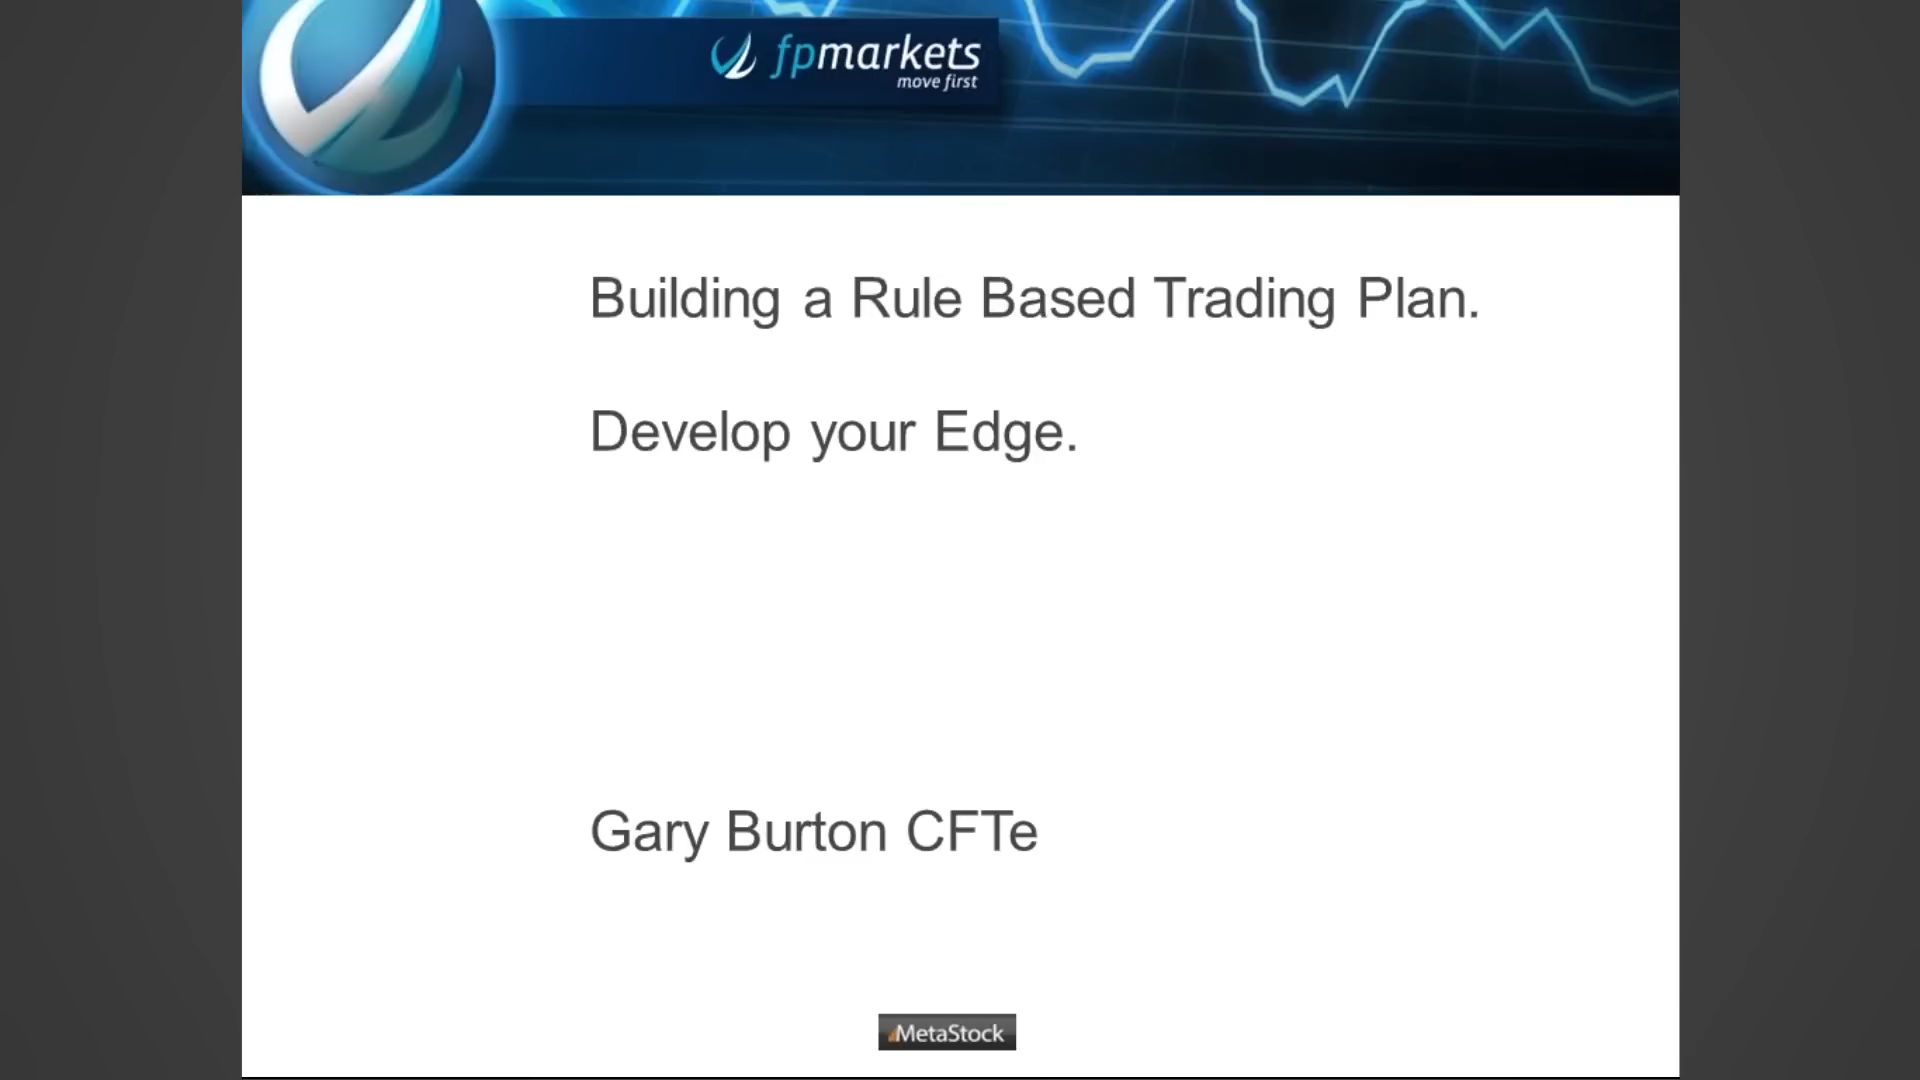 fpmarkets
move first
Building a Rule Based Trading Plan.
Develop your Edge.
Gary Burton CFTe
MetaStock